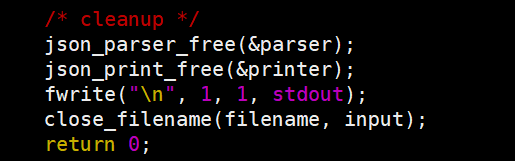 /* cleanup */
json_parser_free(&parser);
json_print_free(&printer);
fwrite("\n", 1, 1, stdout);
close_filename(filename, input);
return 0;